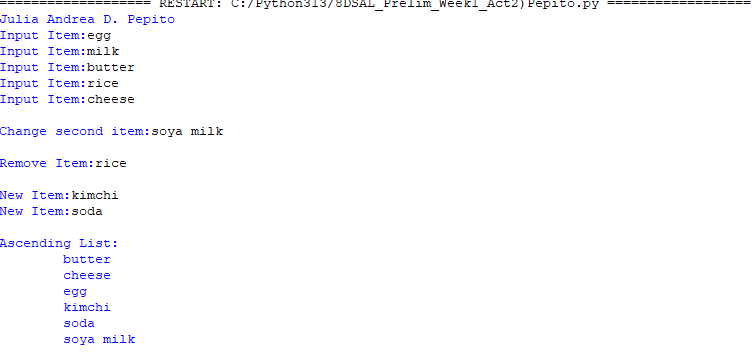 =================== RESTART: C:/Python313/8DSAL_Prelim_Week1_Act2)Pepito.py ==================
Julia Andrea D. Pepito
Input Item:egg
Input Item:milk
Input Item:butter
Input Item:rice
Input Item:cheese
Change second item:soya milk
Remove Item:rice
New Item:kimchi
New Item:soda
Ascending List:
butter
cheese
egg
kimchi
soda
soya milk